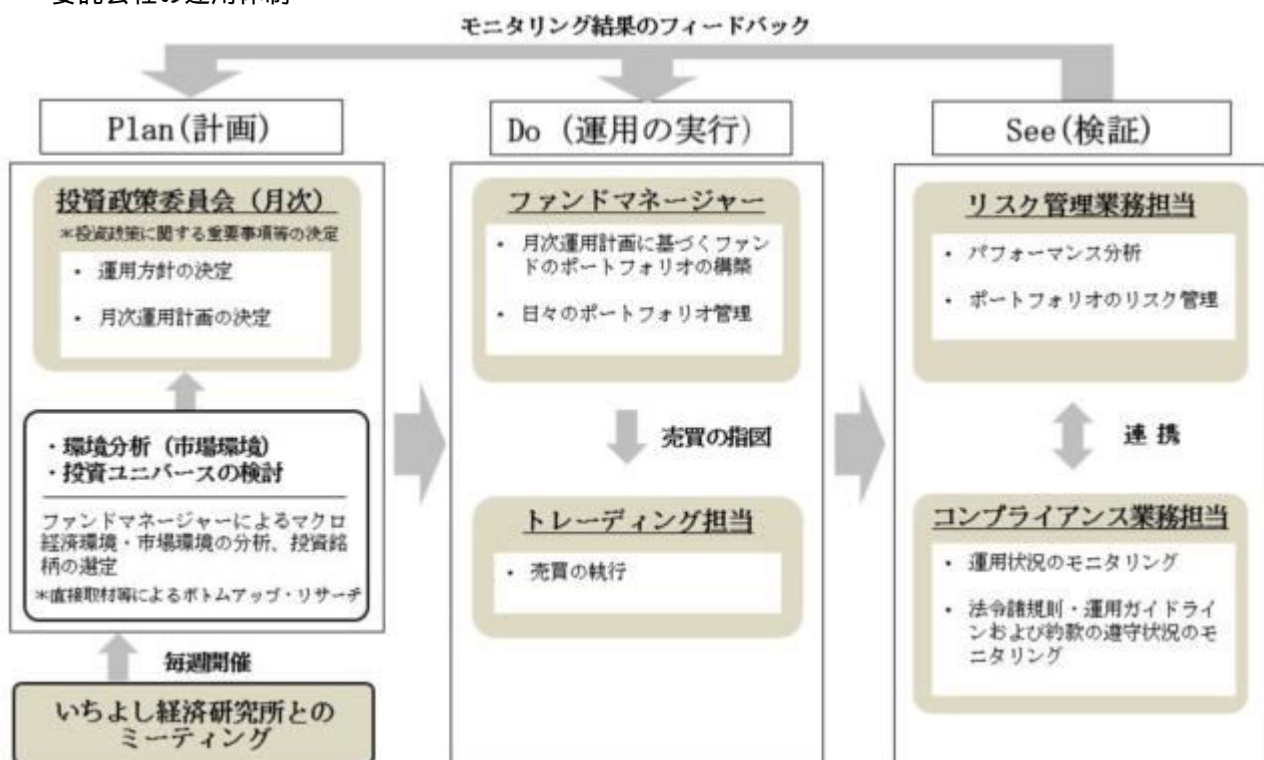 委託会社の運用体制
モニタリング結果のフィードバック
Plan(計画)
投資政策委員会（月次）
＊投資政策に関する重要事項等の決定
・ 運用方針の決定
・ 月次運用計画の決定
・環境分析（市場環境）
・投資ユニバースの検討
ファンドマネージャーによるマクロ
経済環境・市場環境の分析、投資銘
柄の選定
＊直接取材等によるボトムアップ・リサーチ
毎週開催
いちよし経済研究所との
ミーティング
Do（運用の実行）
ファンドマネージャー
・ 月次運用計画に基づくファン
ドのポートフォリオの構築
・ 日々のポートフォリオ管理
売買の指図
トレーディング担当
・ 売買の執行
See(検証)
リスク管理業務担当
・ パフォーマンス分析
・ ポートフォリオのリスク管理
連 携
コンプライアンス業務担当
・ 運用状況のモニタリング
・ 法令諸規則・運用ガイドライ
ンおよび約款の遵守状況のモ
ニタリング